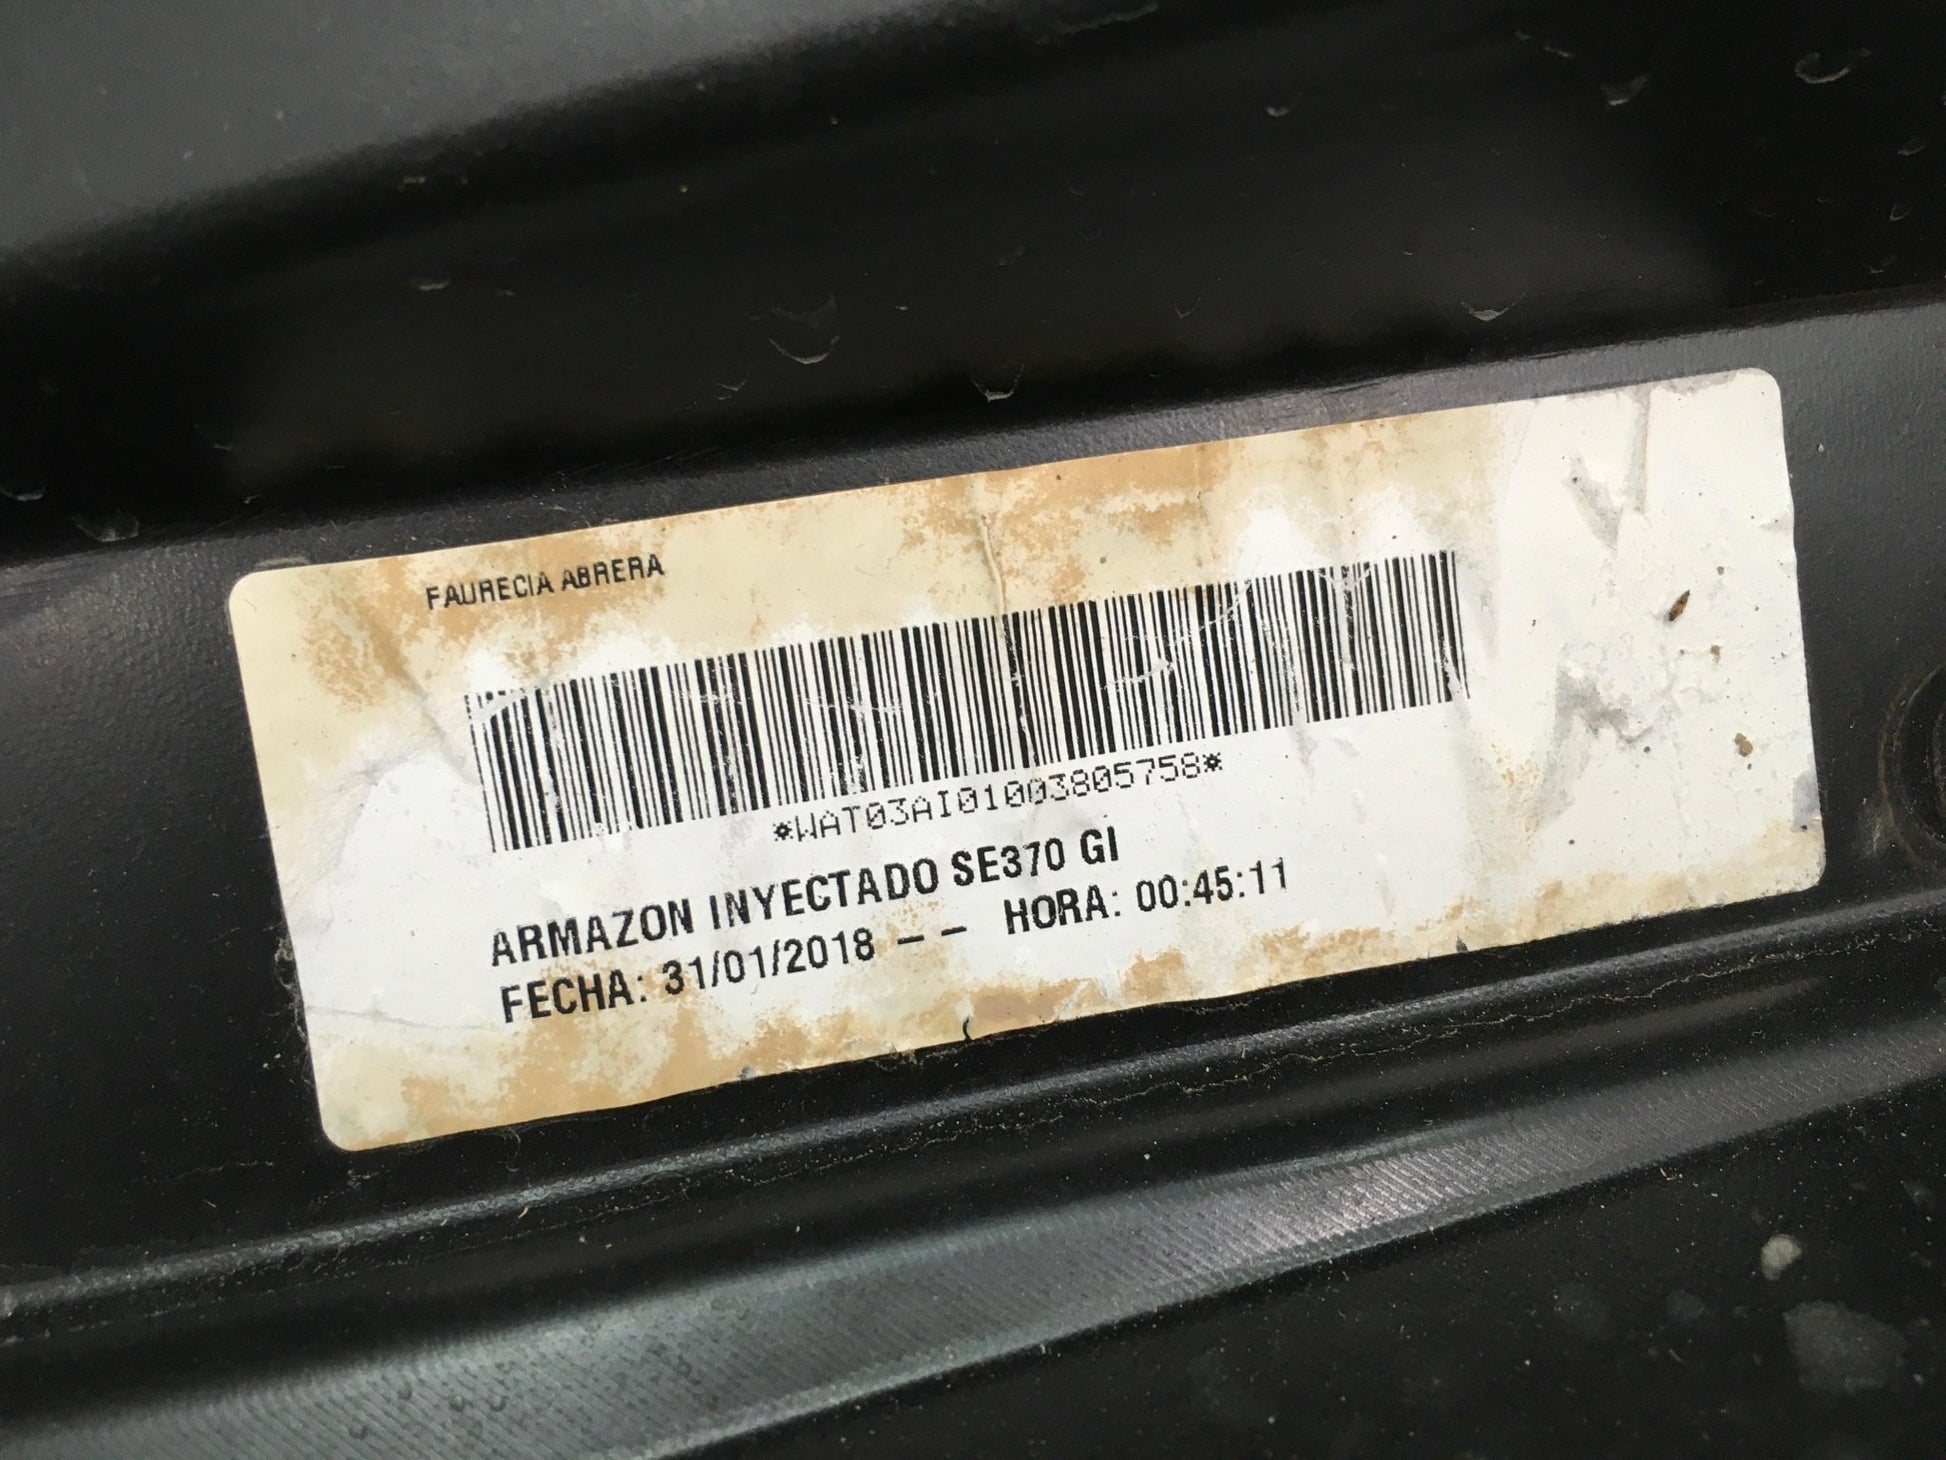 FAURECIA ABRERA
*WAT03AI01003805758*
ARMAZON INYECTADO SE370 GI
FECHA: 31/01/2018 -- HORA: 00:45:11